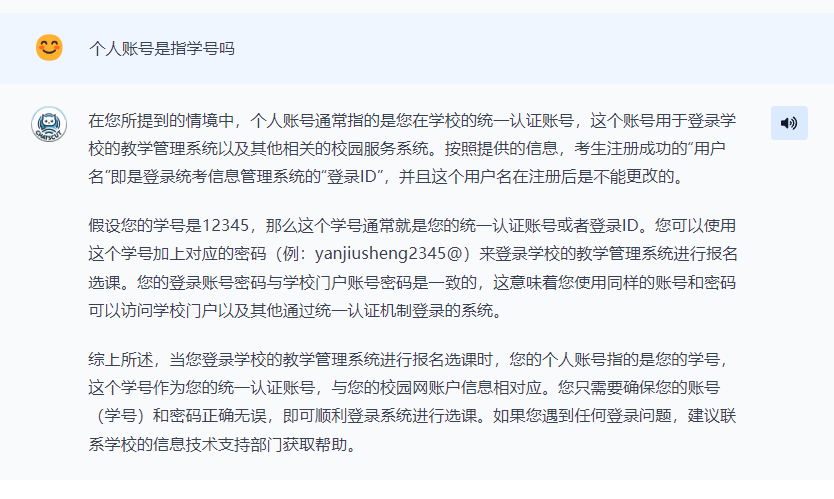 个人账号是指学号吗
CHATSCUT
在您所提到的情境中，个人账号通常指的是您在学校的统一认证账号，这个账号用于登录学
校的教学管理系统以及其他相关的校园服务系统。按照提供的信息，考生注册成功的“用户
名”即是登录统考信息管理系统的“登录ID”，并且这个用户名在注册后是不能更改的。
假设您的学号是12345，那么这个学号通常就是您的统一认证账号或者登录ID。您可以使用
这个学号加上对应的密码（例：yanjiusheng2345@）来登录学校的教学管理系统进行报名
选课。您的登录账号密码与学校门户账号密码是一致的，这意味着您使用同样的账号和密码
可以访问学校门户以及其他通过统一认证机制登录的系统。
综上所述，当您登录学校的教学管理系统进行报名选课时，您的个人账号指的是您的学号，
这个学号作为您的统一认证账号，与您的校园网账户信息相对应。您只需要确保您的账号
（学号）和密码正确无误，即可顺利登录系统进行选课。如果您遇到任何登录问题，建议联
系学校的信息技术支持部门获取帮助。